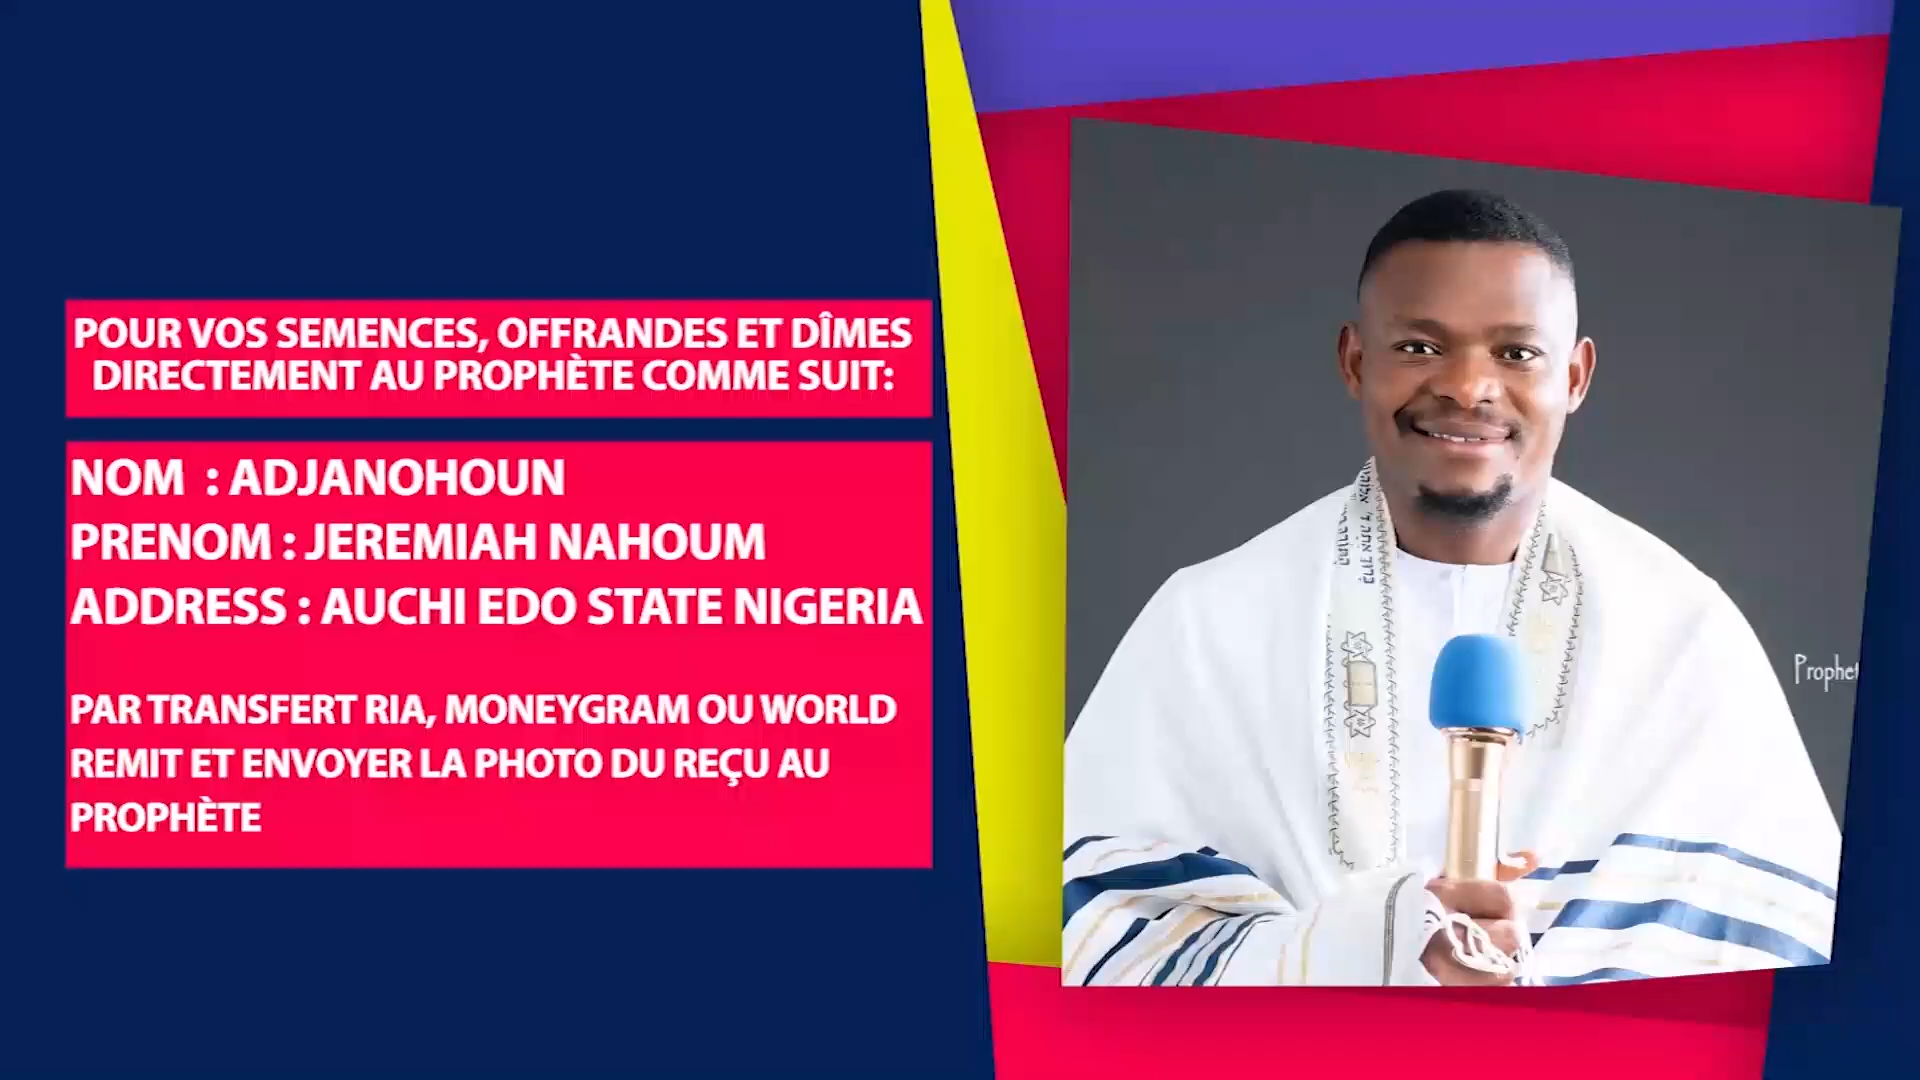 POUR VOS SEMENCES, OFFRANDES ET DÎMES
DIRECTEMENT AU PROPHÈTE COMME SUIT:
NOM : ADJANOHOUN
PRENOM : JEREMIAH NAHOUM
ADDRESS : AUCHI EDO STATE NIGERIA
PAR TRANSFERT RIA, MONEYGRAM OU WORLD
REMIT ET ENVOYER LA PHOTO DU REÇU AU
PROPHÈTE
Prophet